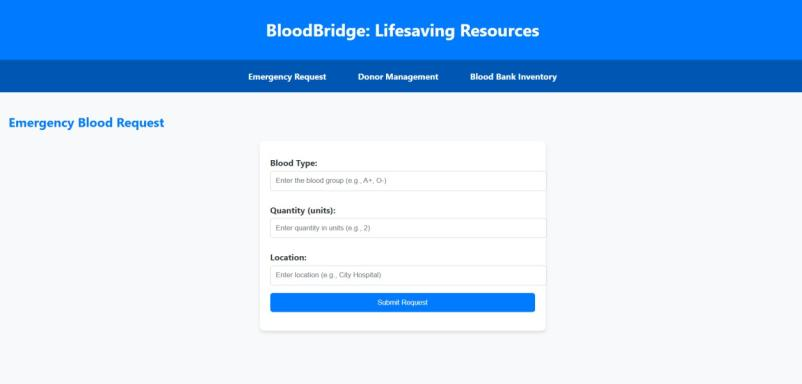 BloodBridge: Lifesaving Resources
Emergency Request Donor Management Blood Bank Inventory
Emergency Blood Request
Blood Type:
Enter the blood group (e.g., A+, O-)
Quantity (units):
Enter quantity in units (e.g., 2)
Location:
Enter location (e.g., City Hospital)
Submit Request